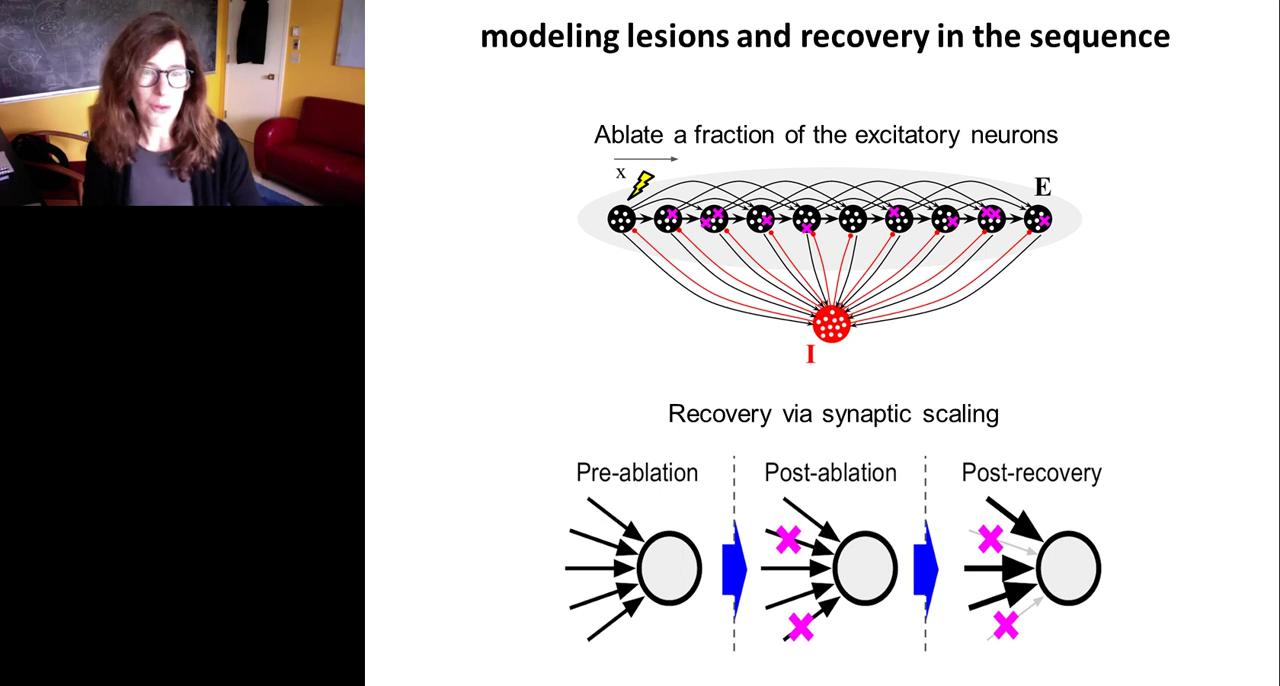 modeling lesions and recovery in the sequence
Ablate a fraction of the excitatory neurons
x
E
I
Recovery via synaptic scaling
Pre-ablation
Post-ablation
Post-recovery